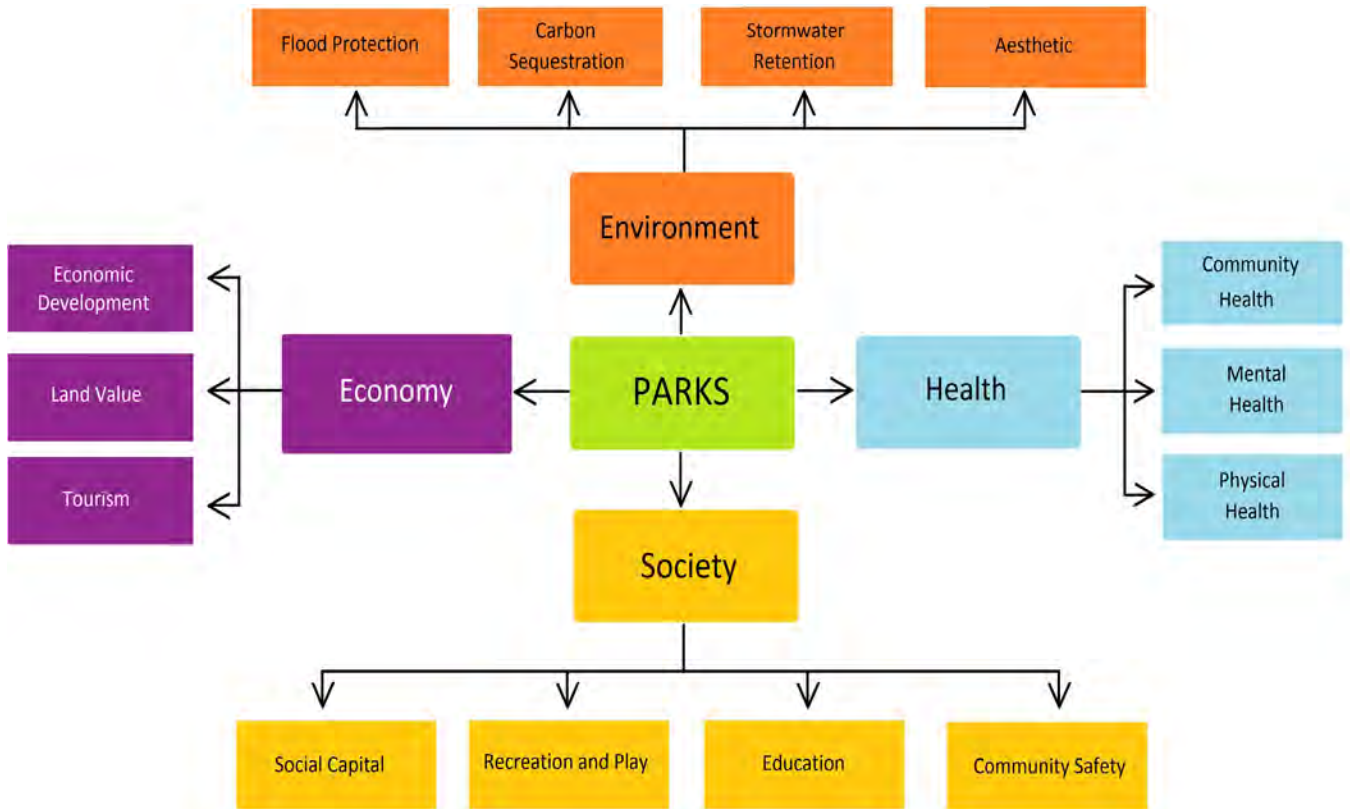 Flood Protection
Carbon
Sequestration
Stormwater
Retention
Aesthetic
Environment
Economic
Development
Land Value
Tourism
Economy
PARKS
Health
Community
Health
Mental
Health
Physical
Health
Society
Social Capital
Recreation and Play
Education
Community Safety